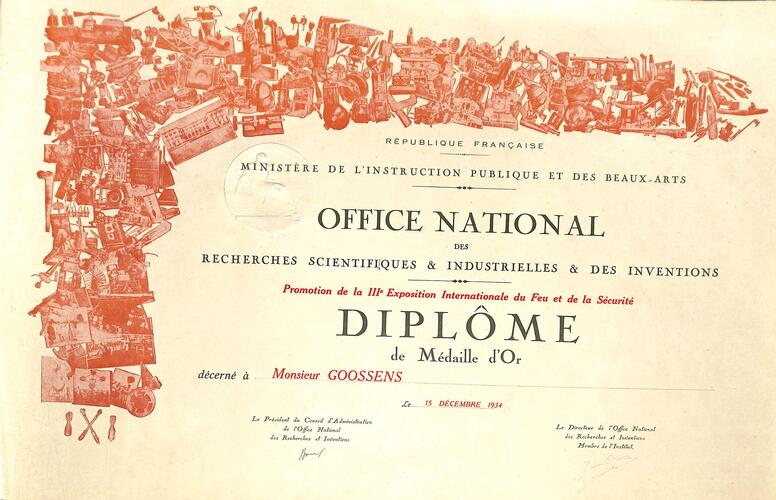 RÉPUBLIQUE FRANÇAISE
MINISTÈRE DE L'INSTRUCTION PUBLIQUE ET DES BEAUX-ARTS
OFFICE NATIONAL
DES
RECHERCHES SCIENTIFIQUES & INDUSTRIELLES & DES INVENTIONS
Promotion de la IIIe Exposition Internationale du Feu et de la Sécurité
DIPLÔME
de Médaille d'Or
décerné à Monsieur GOOSSENS
Le 15 DÉCEMBRE 1934
Le Président du Conseil d'Administration
de l'Office National
des Recherches et Inventions
Le Directeur de l'Office National
des Recherches et Inventions
Membre de l'Institut.